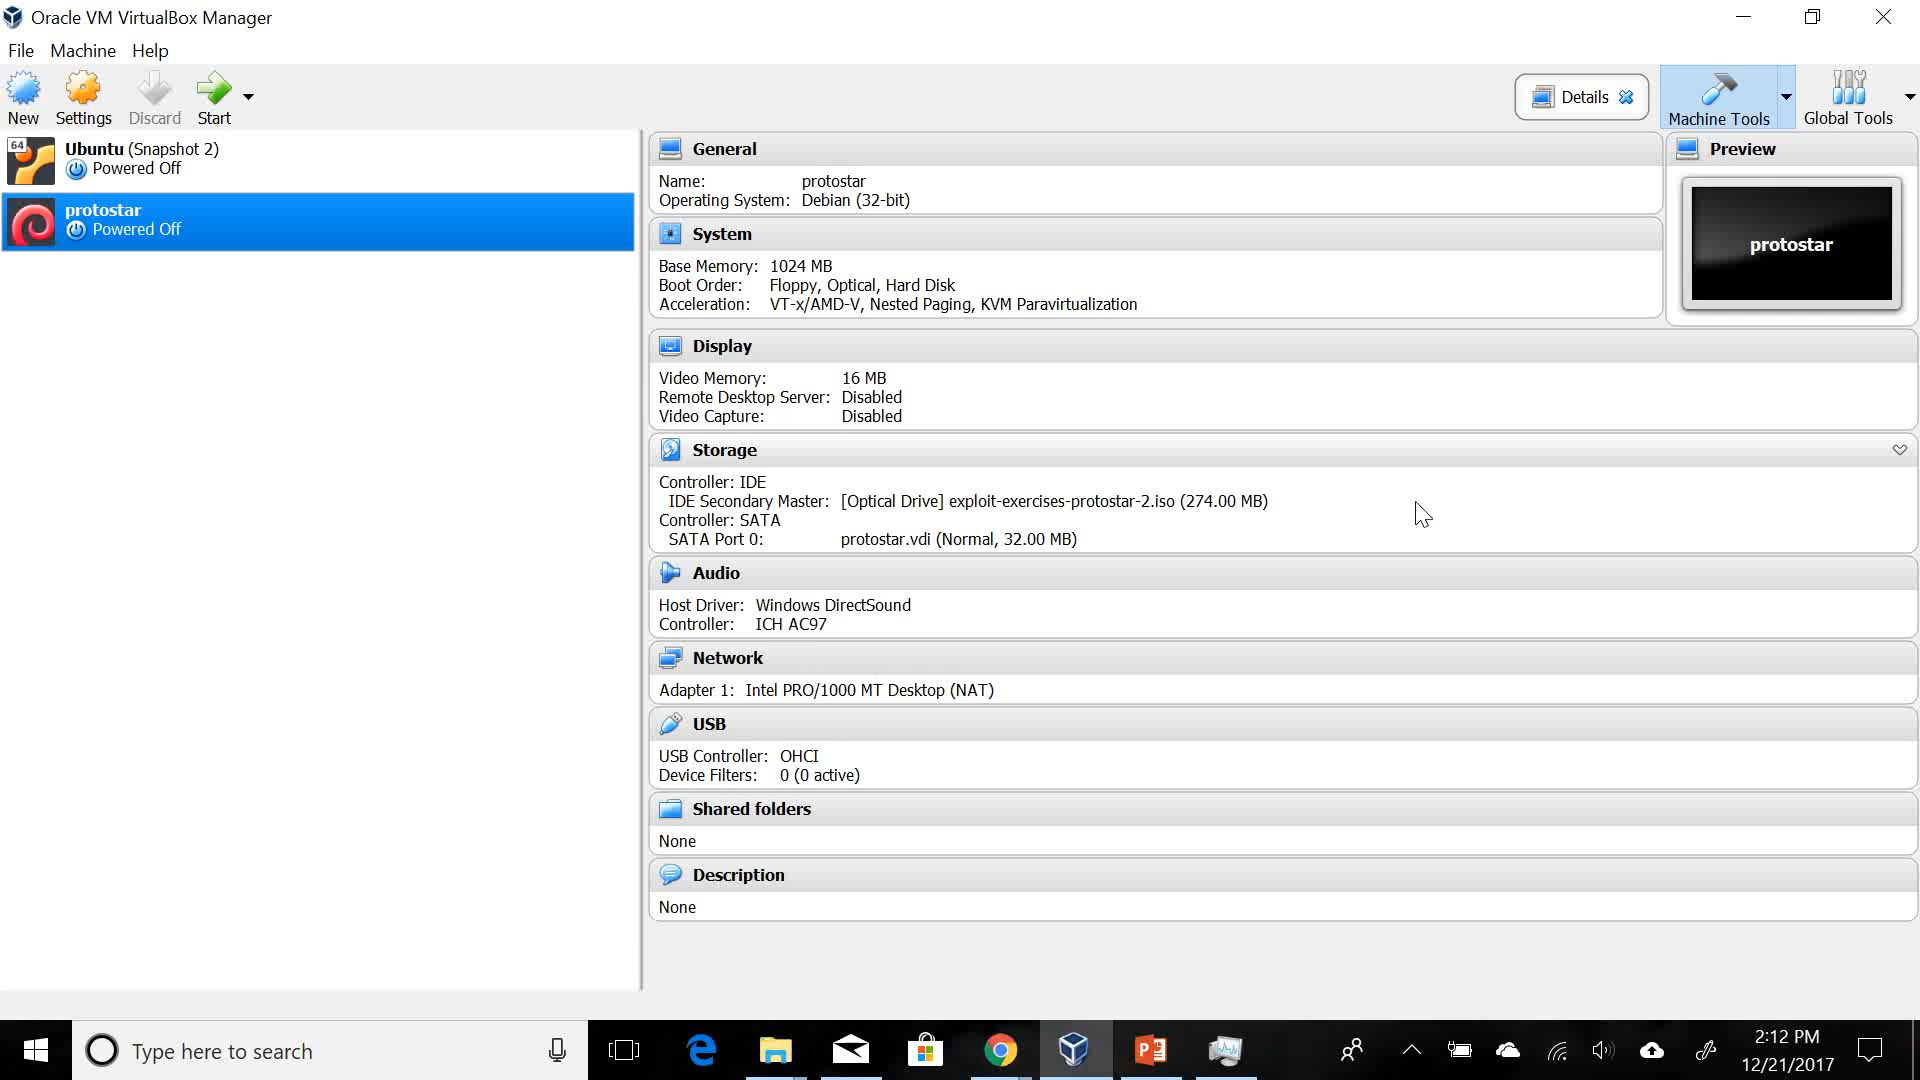 Oracle VM VirtualBox Manager
File Machine Help
New Settings Discard Start
Details
Machine Tools
Global Tools
64
Ubuntu (Snapshot 2)
Powered Off
protostar
Powered Off
General
Name: protostar
Operating System: Debian (32-bit)
System
Base Memory: 1024 MB
Boot Order: Floppy, Optical, Hard Disk
Acceleration: VT-x/AMD-V, Nested Paging, KVM Paravirtualization
Preview
protostar
Display
Video Memory: 16 MB
Remote Desktop Server: Disabled
Video Capture: Disabled
Storage
Controller: IDE
IDE Secondary Master: [Optical Drive] exploit-exercises-protostar-2.iso (274.00 MB)
Controller: SATA
SATA Port 0: protostar.vdi (Normal, 32.00 MB)
Audio
Host Driver: Windows DirectSound
Controller: ICH AC97
Network
Adapter 1: Intel PRO/1000 MT Desktop (NAT)
USB
USB Controller: OHCI
Device Filters: 0 (0 active)
Shared folders
None
Description
None
Type here to search
2:12 PM
12/21/2017